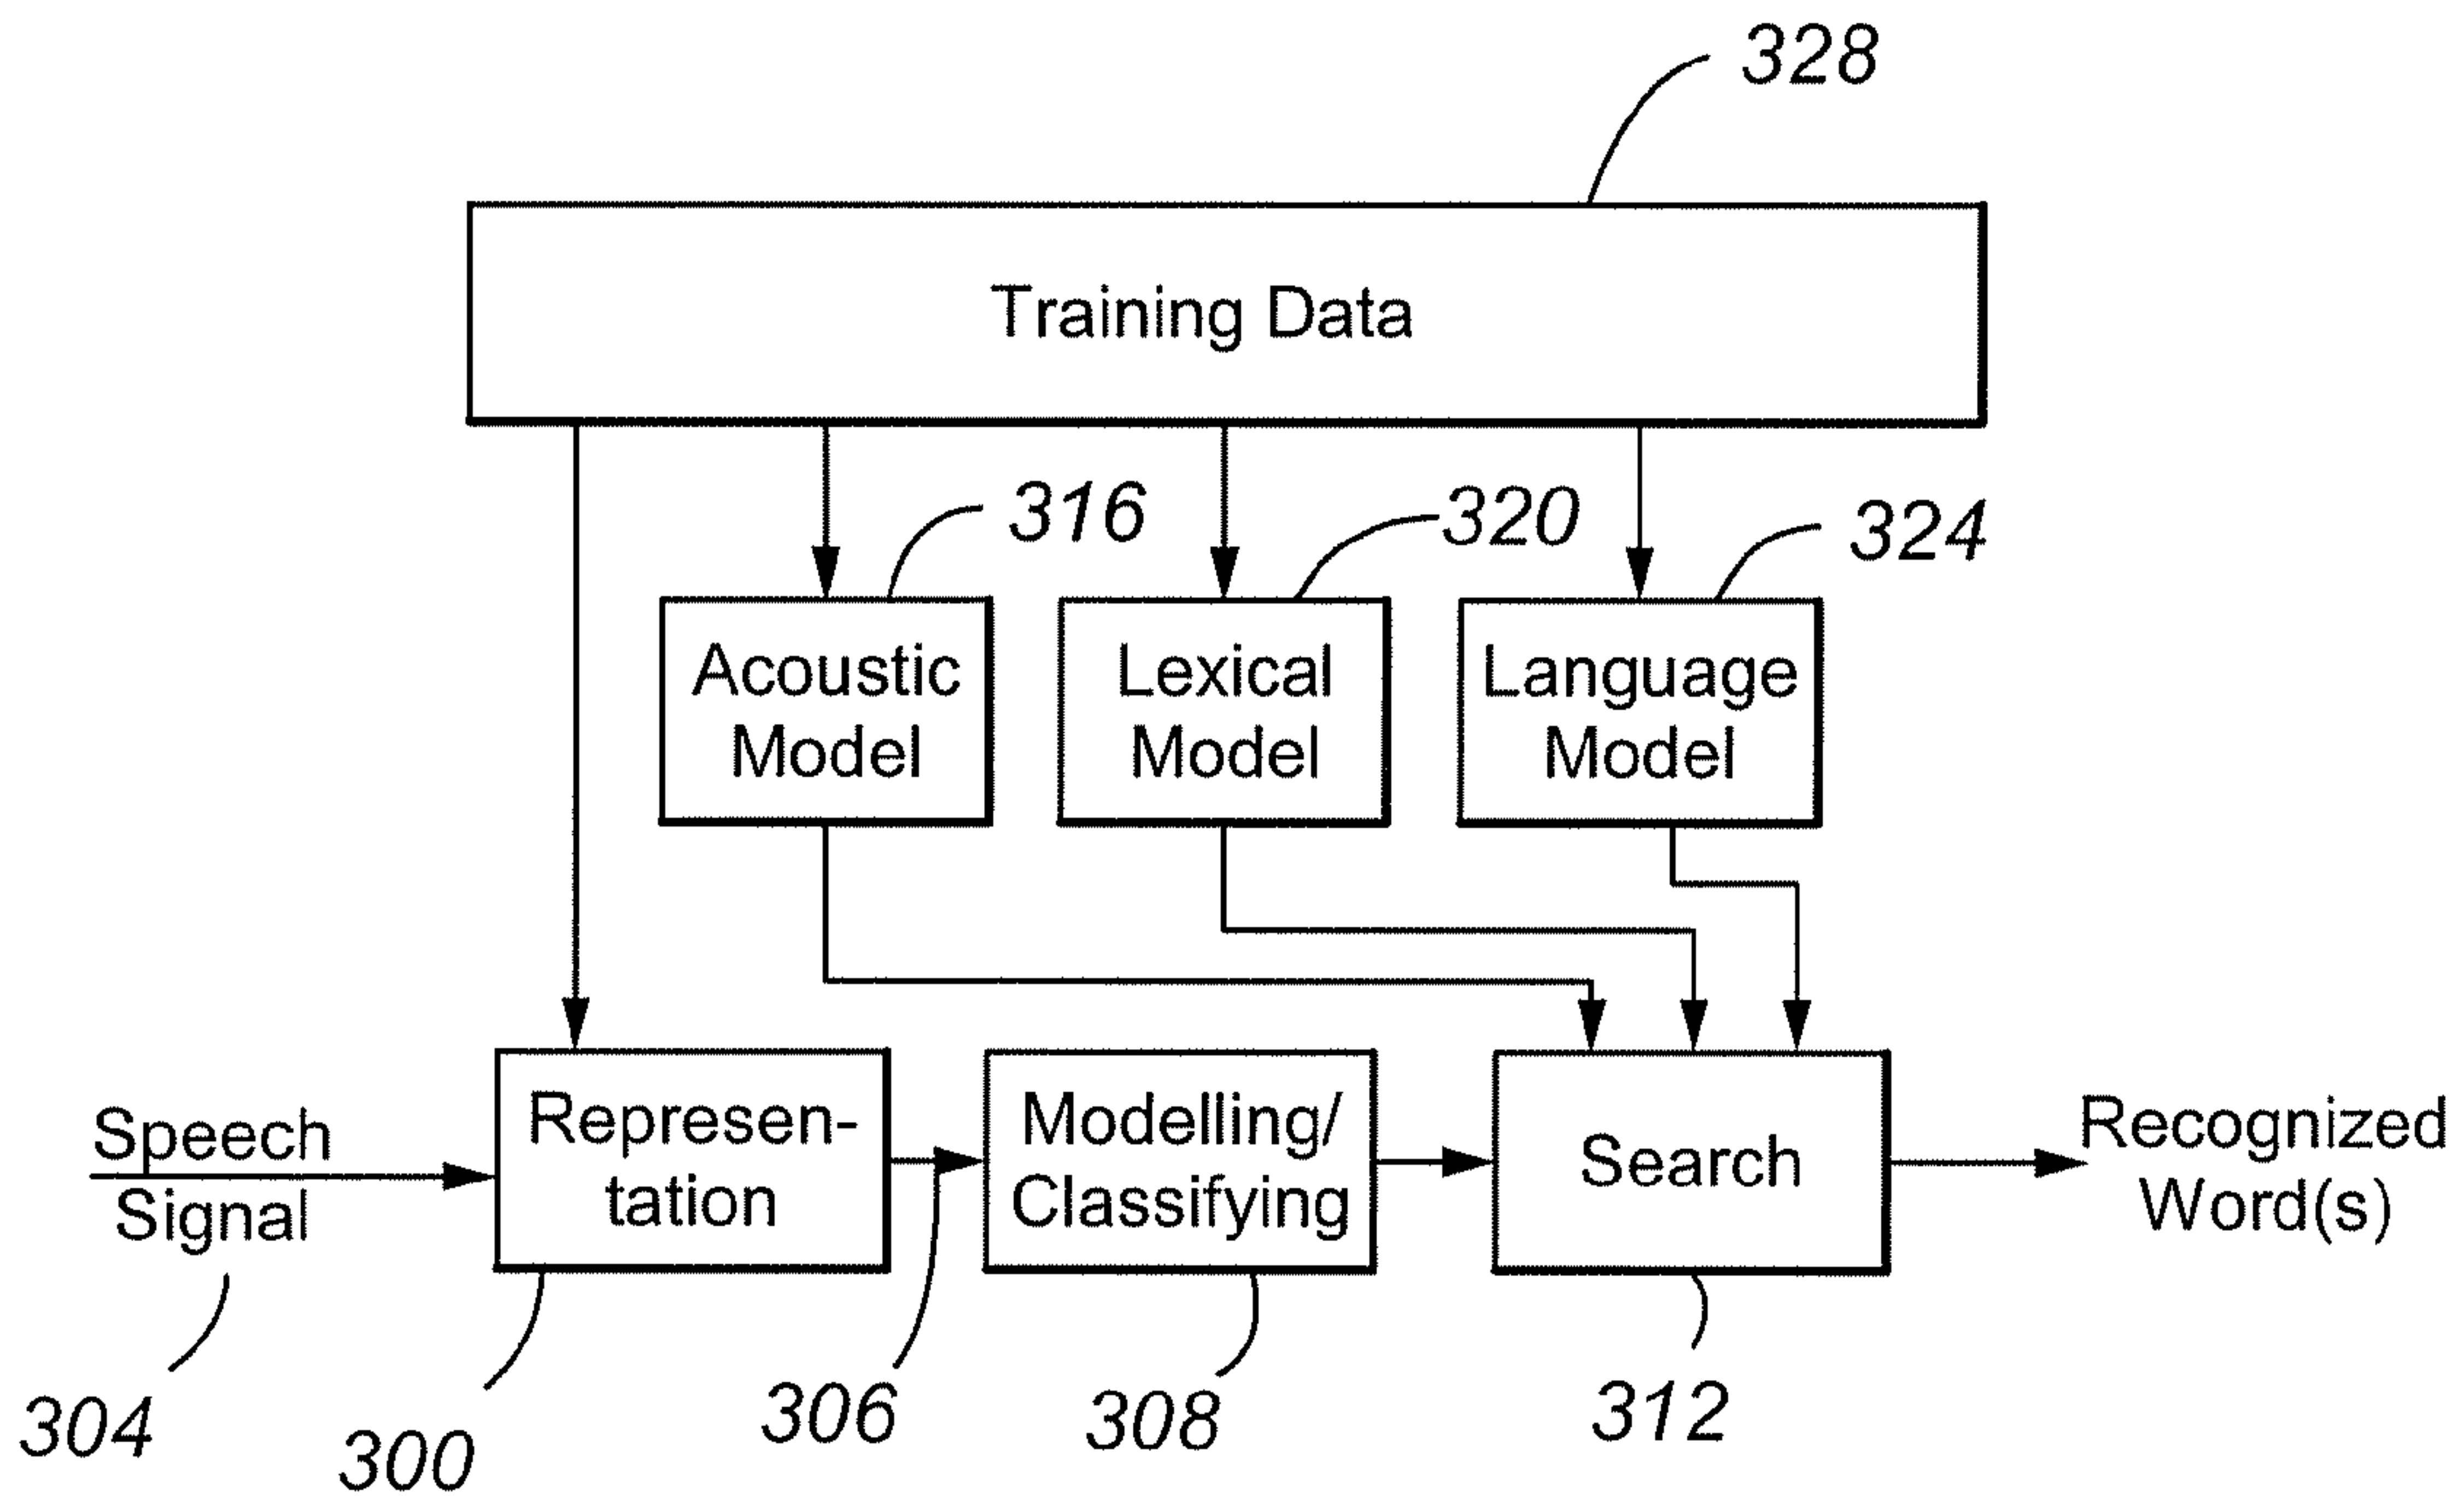 328
Training Data
316
320
324
Acoustic
Model
Lexical
Model
Language
Model
Speech
Signal
Represen-
tation
Modelling/
Classifying
Search
Recognized
Word(s)
304
300
306
308
312